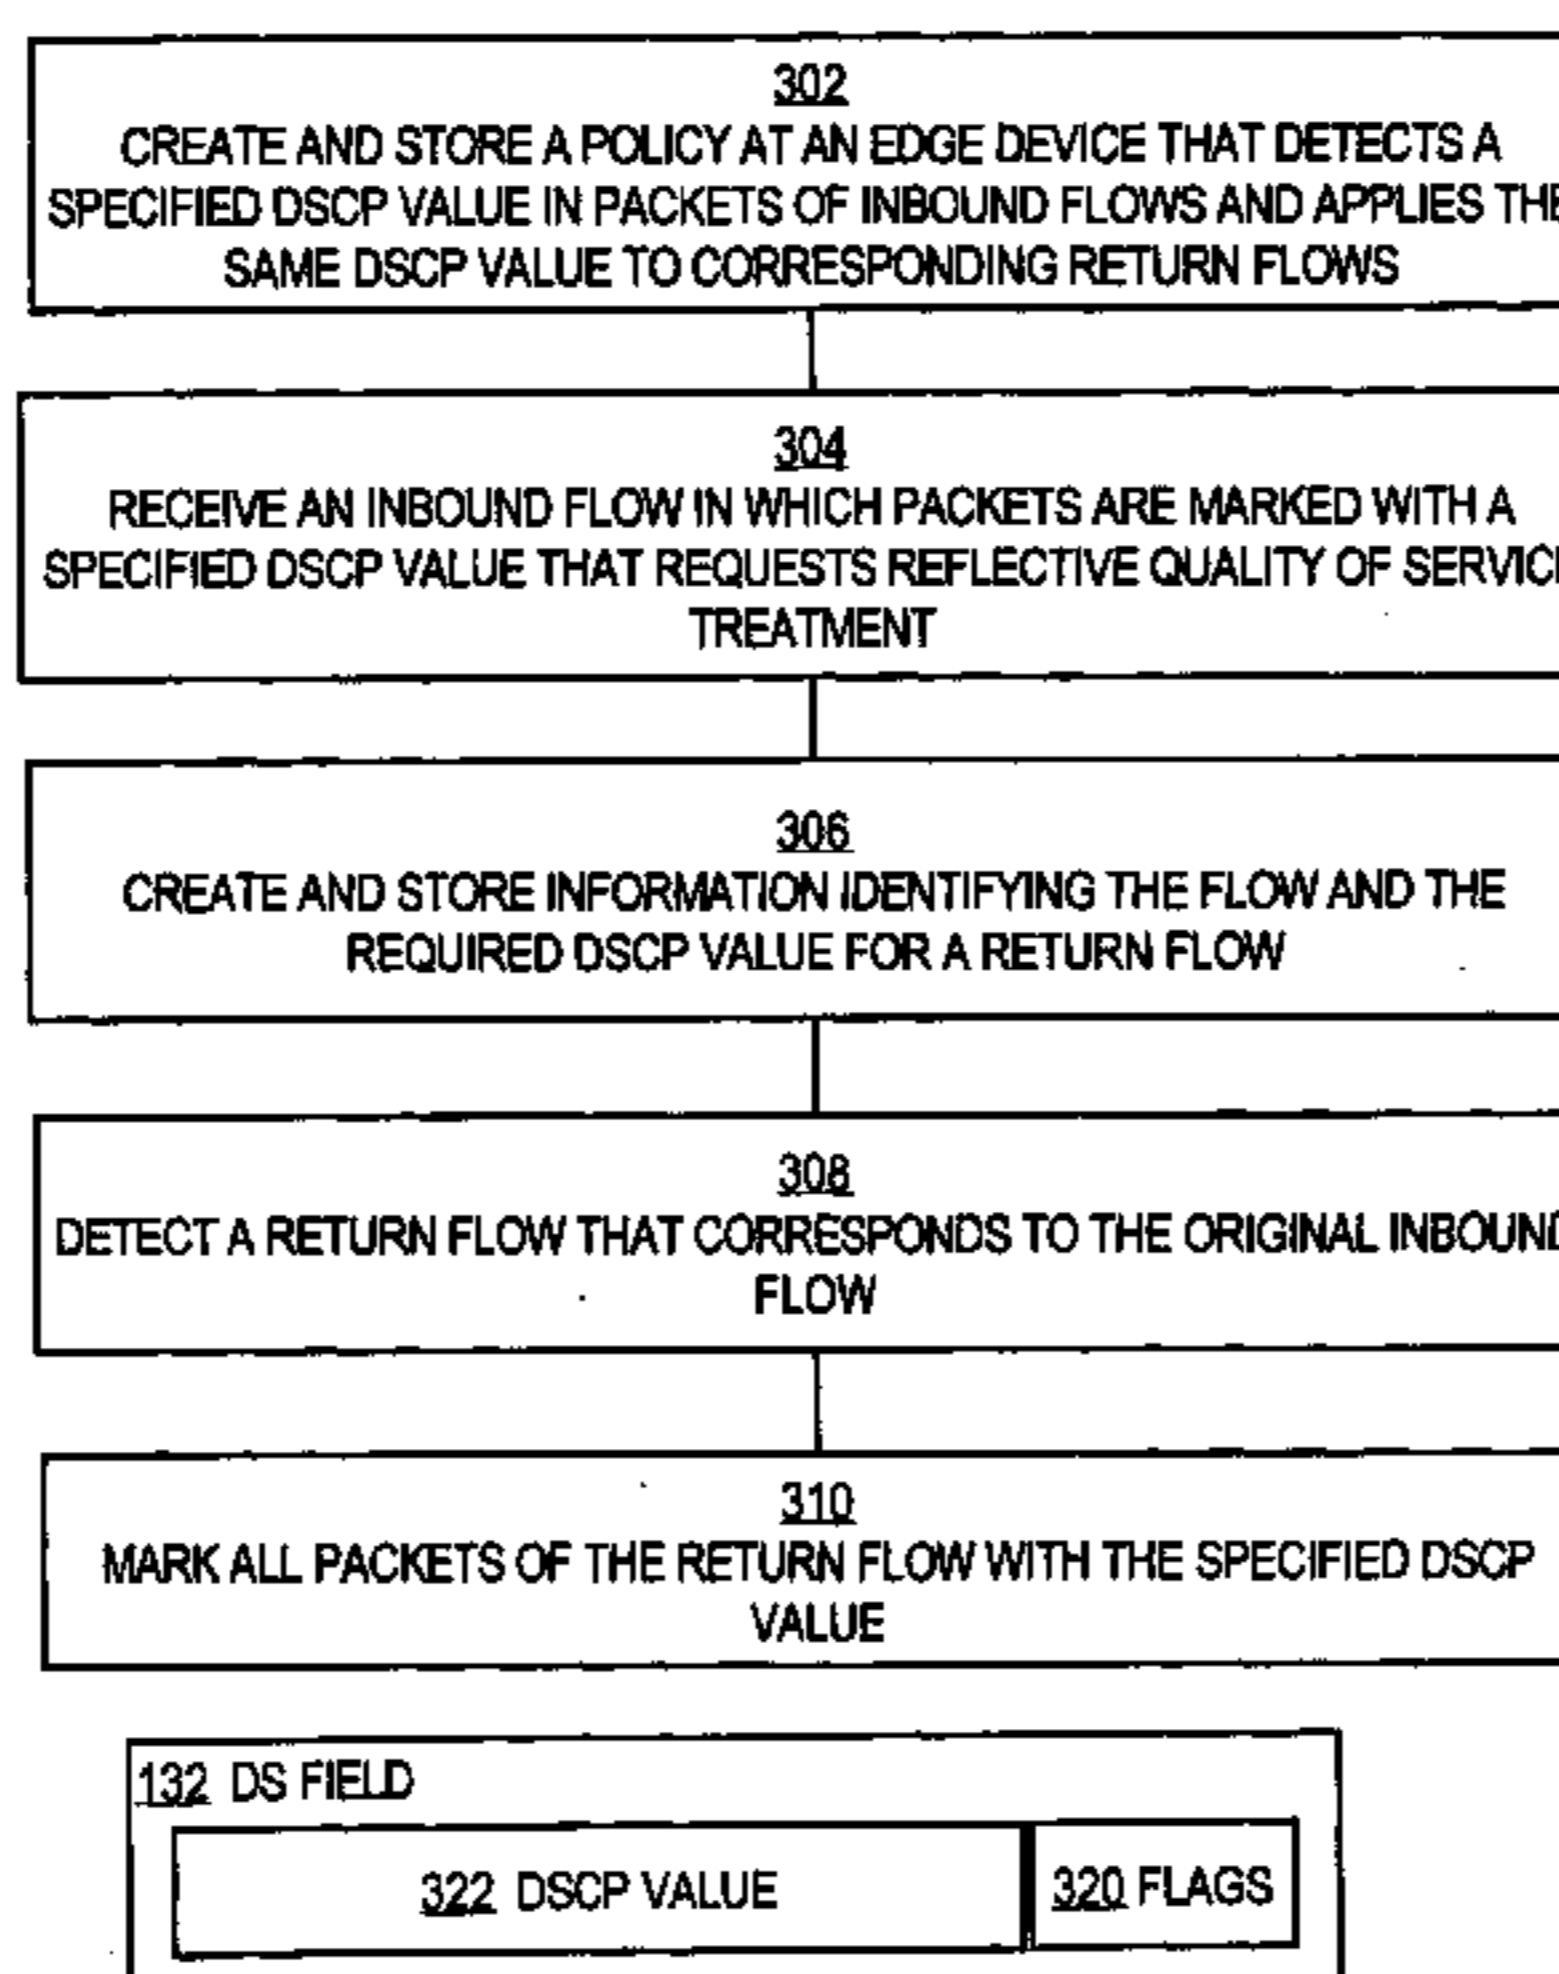 302
CREATE AND STORE A POLICY AT AN EDGE DEVICE THAT DETECTS A
SPECIFIED DSCP VALUE IN PACKETS OF INBOUND FLOWS AND APPLIES THE
SAME DSCP VALUE TO CORRESPONDING RETURN FLOWS
304
RECEIVE AN INBOUND FLOW IN WHICH PACKETS ARE MARKED WITH A
SPECIFIED DSCP VALUE THAT REQUESTS REFLECTIVE QUALITY OF SERVICE
TREATMENT
306
CREATE AND STORE INFORMATION IDENTIFYING THE FLOW AND THE
REQUIRED DSCP VALUE FOR A RETURN FLOW
308
DETECT A RETURN FLOW THAT CORRESPONDS TO THE ORIGINAL INBOUND
FLOW
310
MARK ALL PACKETS OF THE RETURN FLOW WITH THE SPECIFIED DSCP
VALUE
132 DS FIELD
322 DSCP VALUE 320 FLAGS